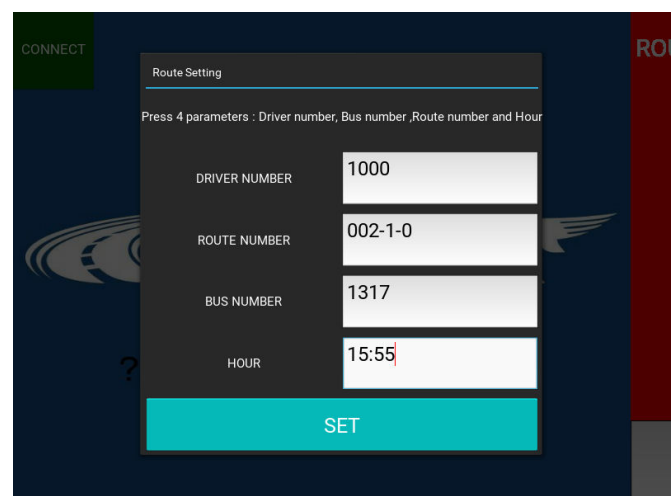 CONNECT
ROU
Route Setting
Press 4 parameters : Driver number, Bus number ,Route number and Hour
DRIVER NUMBER
1000
ROUTE NUMBER
002-1-0
BUS NUMBER
1317
HOUR
15:55
?
SET